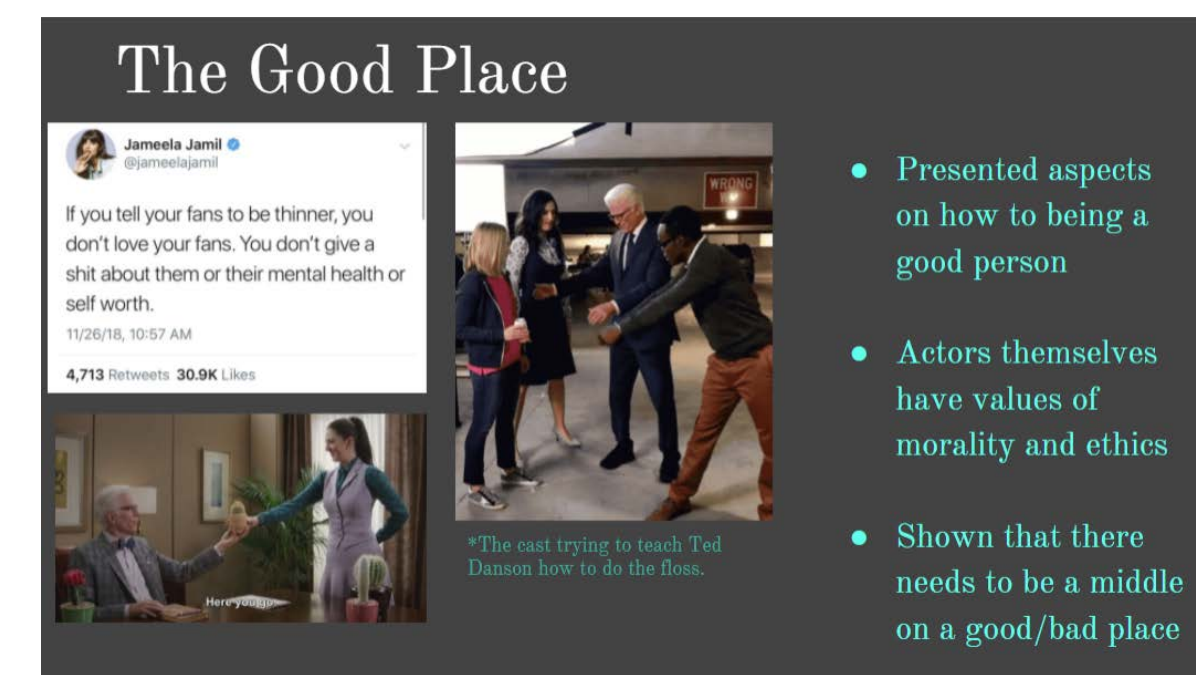 The Good Place
Jameela Jamil
@jameelajamil
If you tell your fans to be thinner, you
don't love your fans. You don't give a
shit about them or their mental health or
self worth.
11/26/18, 10:57 AM
4,713 Retweets 30.9K Likes
Here you go
WRONG
*The cast trying to teach Ted
Danson how to do the floss.
● Presented aspects
on how to being a
good person
● Actors themselves
have values of
morality and ethics
● Shown that there
needs to be a middle
on a good/bad place